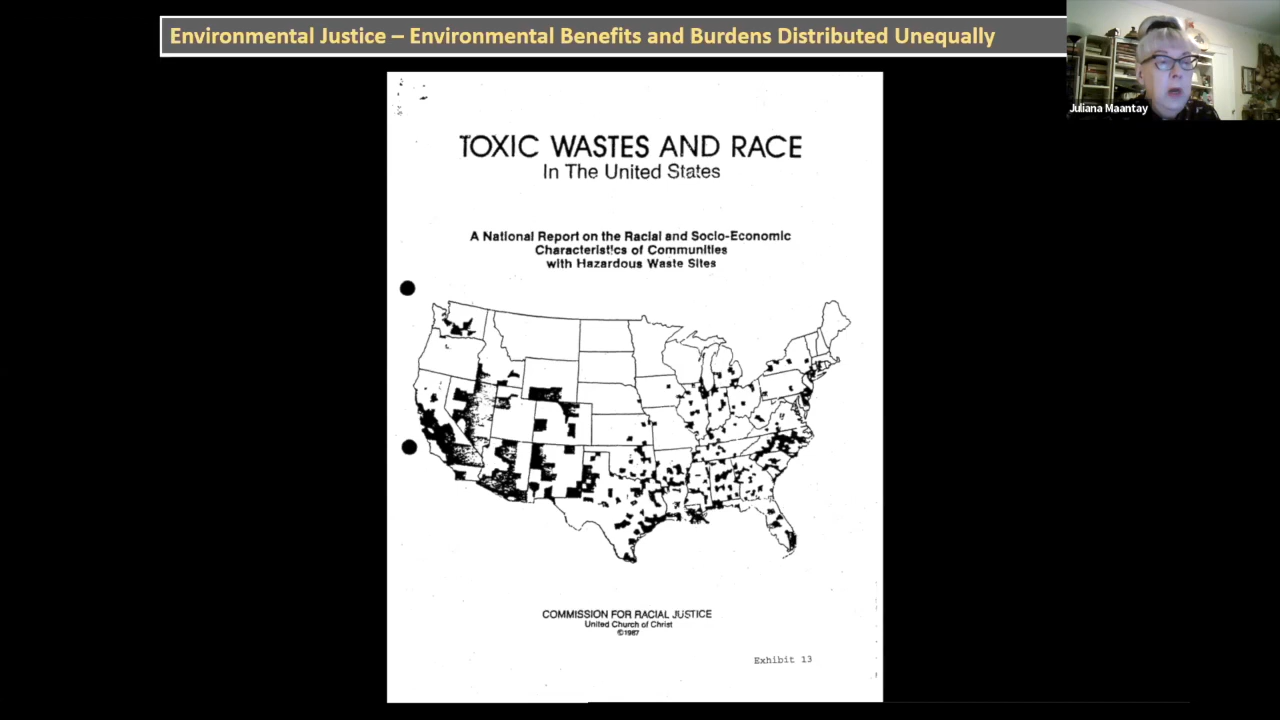 Environmental Justice – Environmental Benefits and Burdens Distributed Unequally
Juliana Maantay
TOXIC WASTES AND RACE
In The United States
A National Report on the Racial and Socio-Economic
Characteristics of Communities
with Hazardous Waste Sites
COMMISSION FOR RACIAL JUSTICE
United Church of Christ
©1987
Exhibit 13